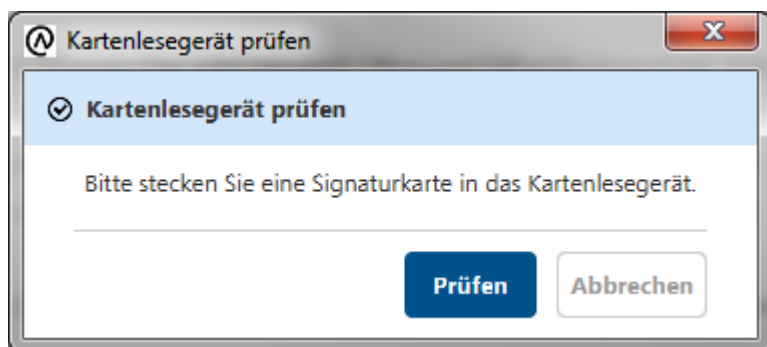 Kartenlesegerät prüfen
Kartenlesegerät prüfen
Bitte stecken Sie eine Signaturkarte in das Kartenlesegerät.
Prüfen Abbrechen